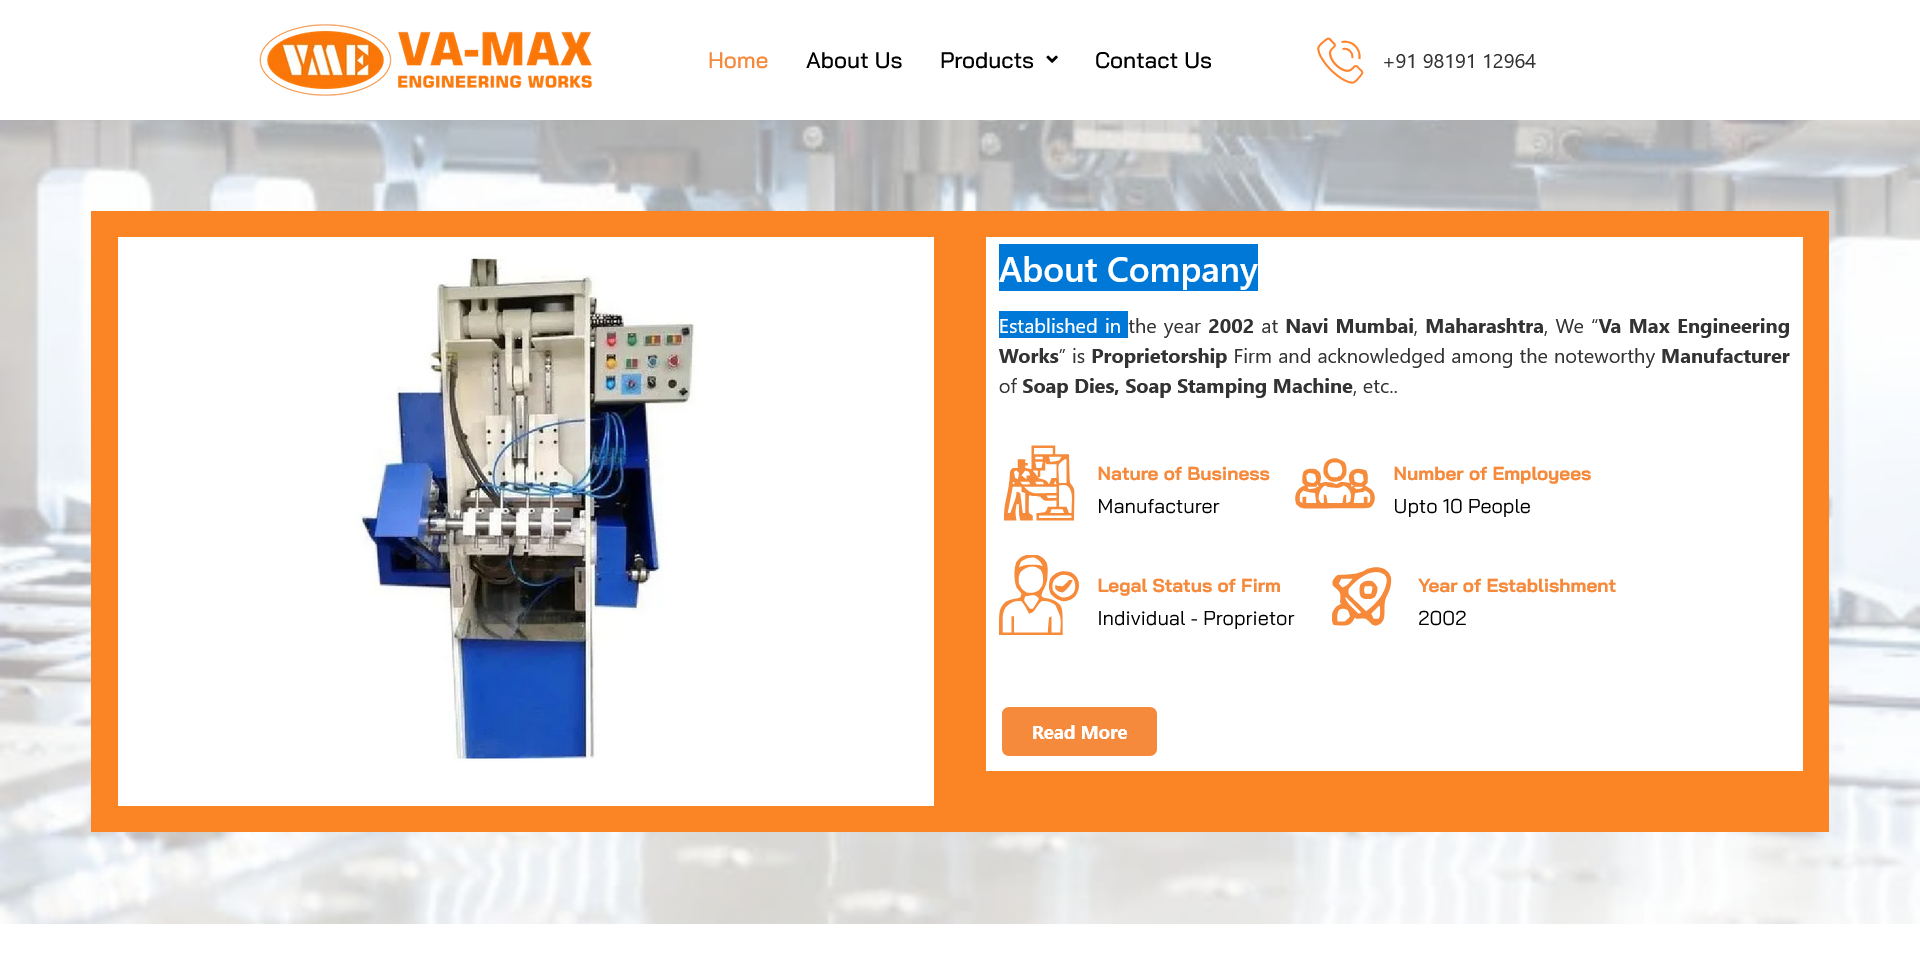 VME VA-MAX
ENGINEERING WORKS
Home About Us Products Contact Us +91 98191 12964
About Company
Established in the year 2002 at Navi Mumbai, Maharashtra, We “Va Max Engineering
Works” is Proprietorship Firm and acknowledged among the noteworthy Manufacturer
of Soap Dies, Soap Stamping Machine, etc..
Nature of Business
Manufacturer
Number of Employees
Upto 10 People
Legal Status of Firm
Individual - Proprietor
Year of Establishment
2002
Read More